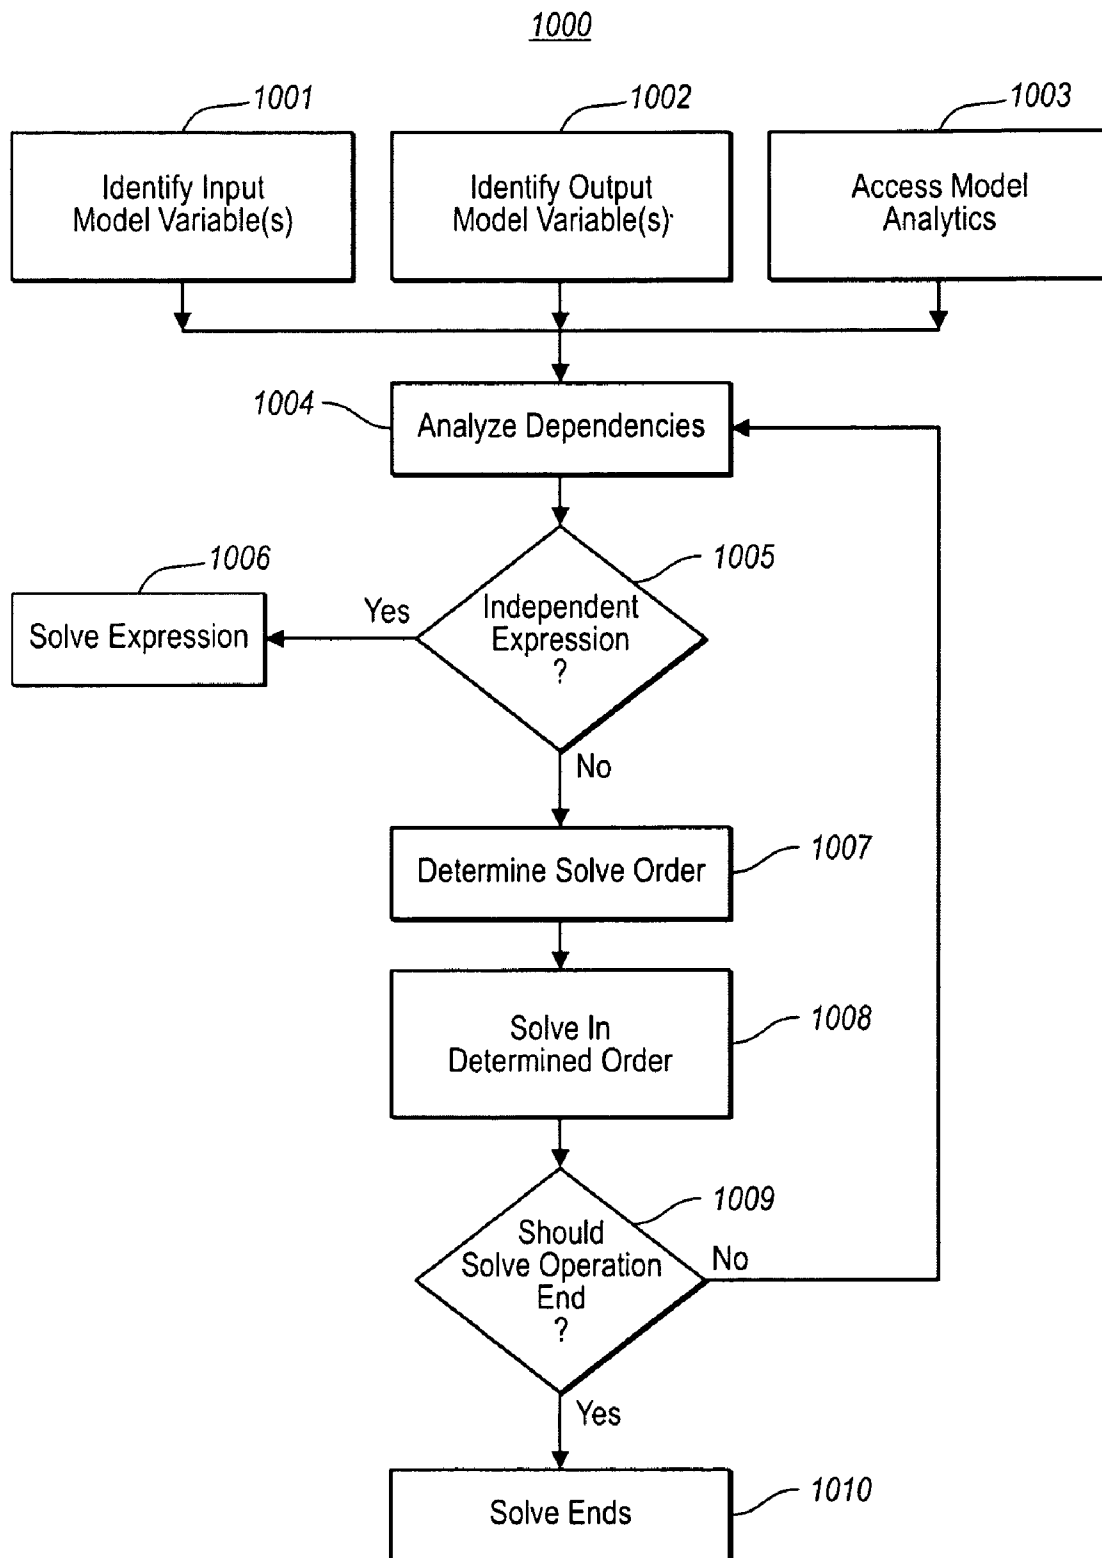 1000
1001
1002
1003
Identify Input
Model Variable(s)
Identify Output
Model Variable(s)
Access Model
Analytics
1004
Analyze Dependencies
1005
1006
Independent
Expression
?
Yes
Solve Expression
No
Determine Solve Order
1007
Solve In
Determined Order
1008
1009
Should
Solve Operation
End
?
No
Yes
Solve Ends
1010